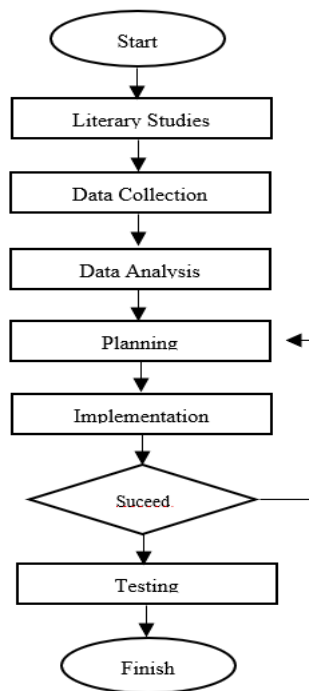 Start
Literary Studies
Data Collection
Data Analysis
Planning
Implementation
Suceed
Testing
Finish